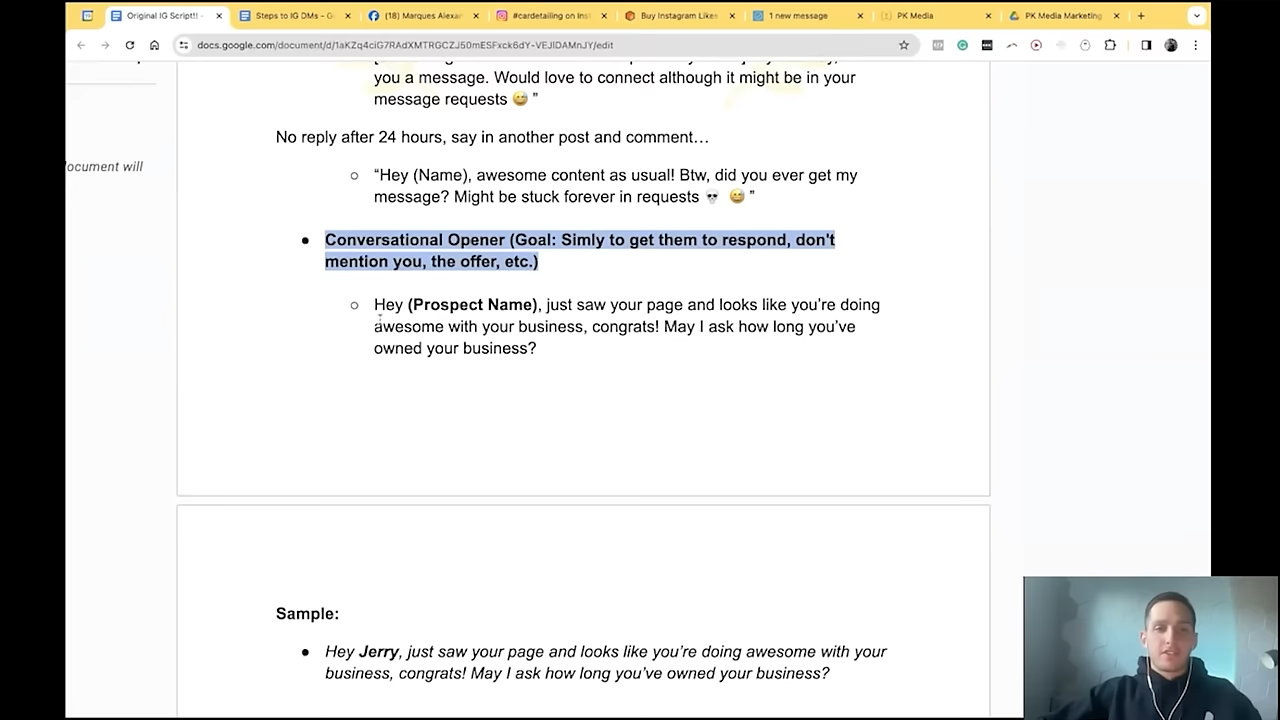 Original IG Script!! -
Steps to IG DMs – G
(18) Marques Alexan
#cardetailing on Inst
Buy Instagram Likes
1 new message
PK Media
PK Media Marketing
docs.google.com/document/d/1aKZq4ciG7RAdXMTRGCZJ50mESFxck6dY-VEJIDAMnJY/edit
you a message. Would love to connect although it might be in your
message requests 😅 ”
No reply after 24 hours, say in another post and comment…
ocument will
“Hey (Name), awesome content as usual! Btw, did you ever get my
message? Might be stuck forever in requests 💀 😅 ”
Conversational Opener (Goal: Simly to get them to respond, don't
mention you, the offer, etc.)
Hey (Prospect Name), just saw your page and looks like you’re doing
awesome with your business, congrats! May I ask how long you’ve
owned your business?
Sample:
Hey Jerry, just saw your page and looks like you’re doing awesome with your
business, congrats! May I ask how long you’ve owned your business?